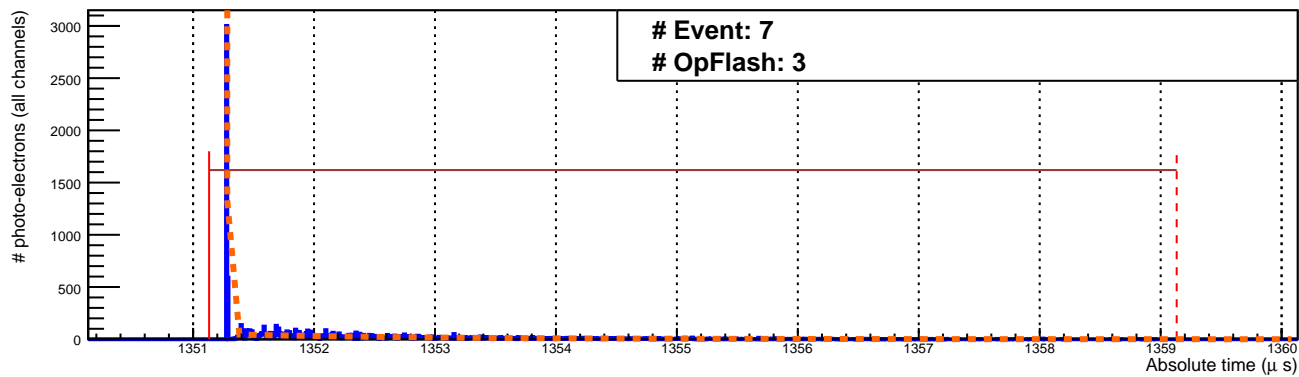 # Event: 7
# OpFlash: 3
# photo-electrons (all channels)
3000
2500
2000
1500
1000
500
0
1351 1352 1353 1354 1355 1356 1357 1358 1359 1360
Absolute time (μ s)